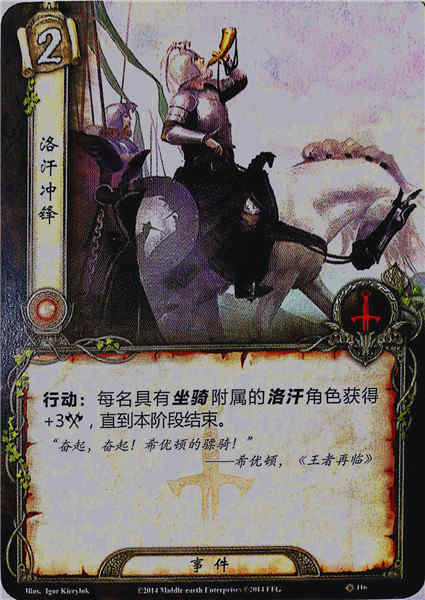 2
洛汗冲锋
行动：每名具有坐骑附属的洛汗角色获得
+3，直到本阶段结束。
“奋起，奋起！希优顿的骠骑！”
——希优顿，《王者再临》
事件
Illus. Igor Kieryluk
©2014 Middle-earth Enterprises ©2014 FFG
116